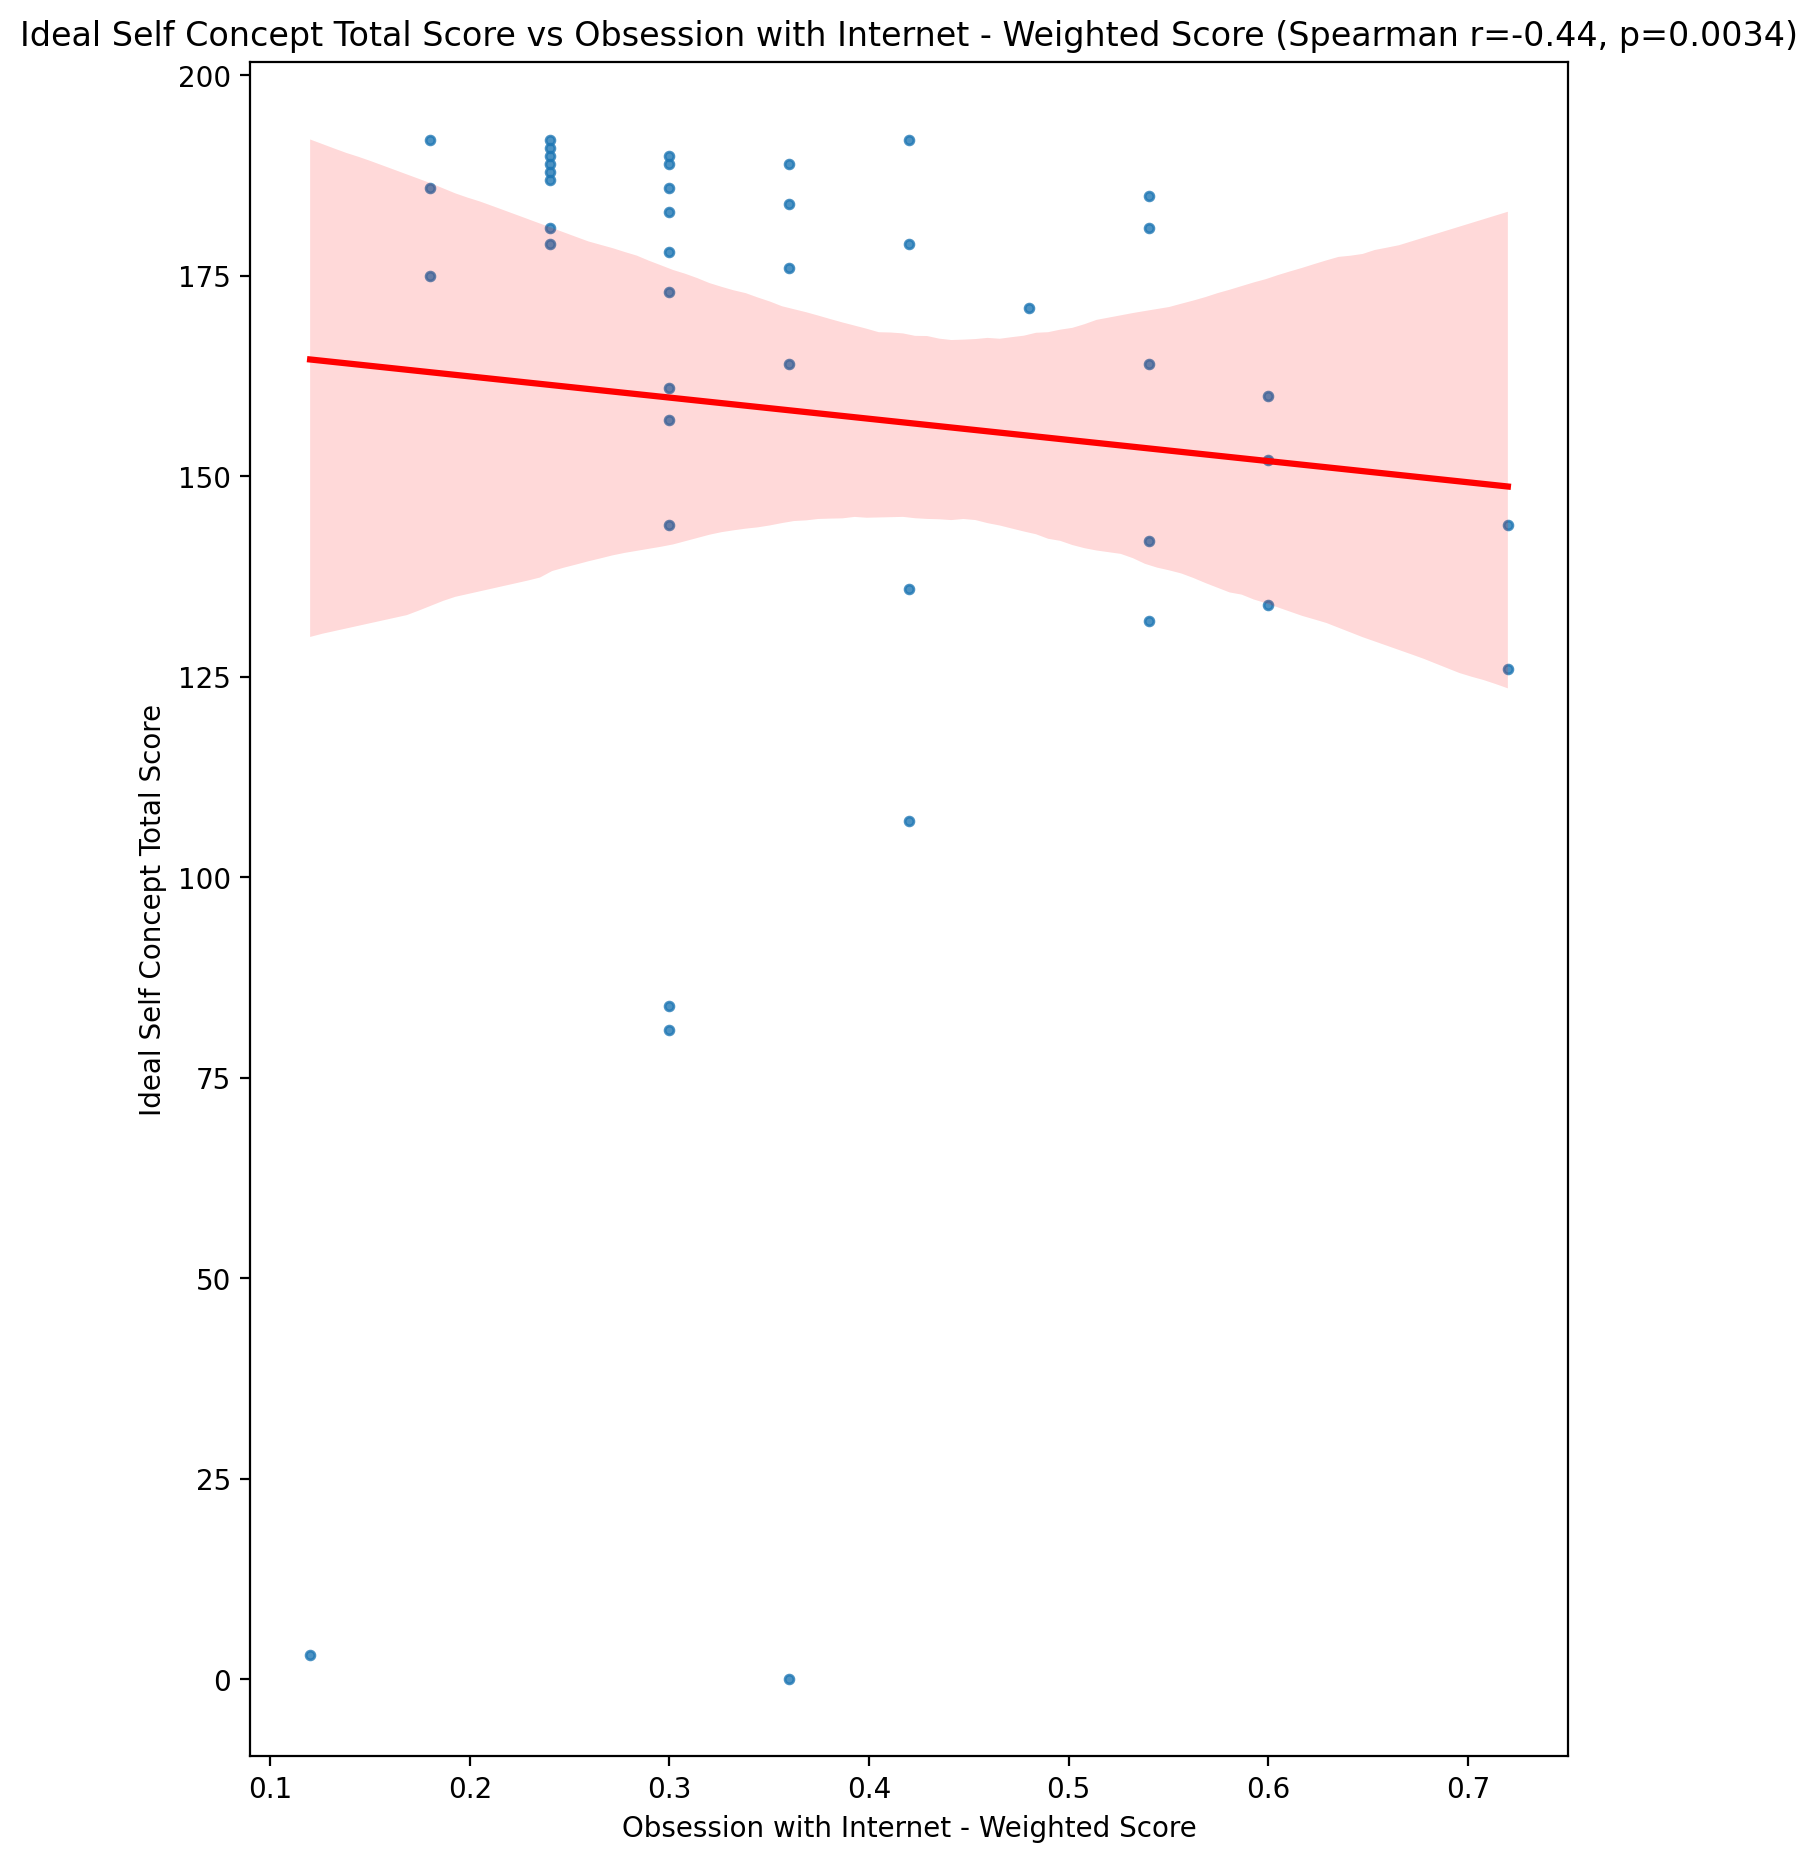 Ideal Self Concept Total Score vs Obsession with Internet - Weighted Score (Spearman r=-0.44, p=0.0034)
200
175
150
125
100
75
50
25
0
Ideal Self Concept Total Score
0.1 0.2 0.3 0.4 0.5 0.6 0.7
Obsession with Internet - Weighted Score